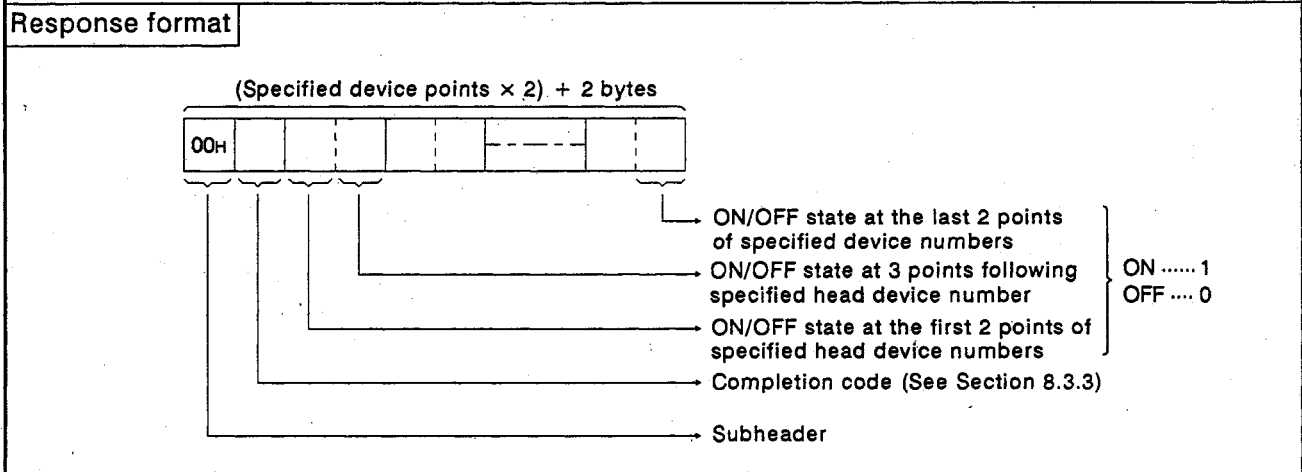 Response format
(Specified device points × 2) + 2 bytes
00H
ON/OFF state at the last 2 points
of specified device numbers
ON/OFF state at 3 points following
specified head device number
ON/OFF state at the first 2 points of
specified head device numbers
ON ...... 1
OFF .... 0
Completion code (See Section 8.3.3)
Subheader